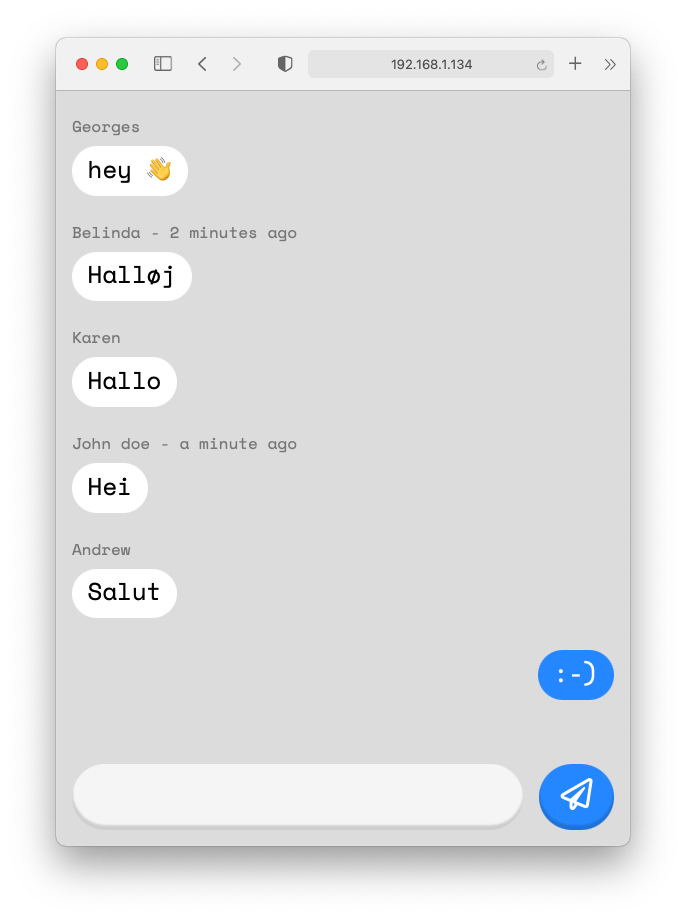 192.168.1.134
Georges
hey 👋
Belinda - 2 minutes ago
Halløj
Karen
Hallo
John doe - a minute ago
Hei
Andrew
Salut
:-)